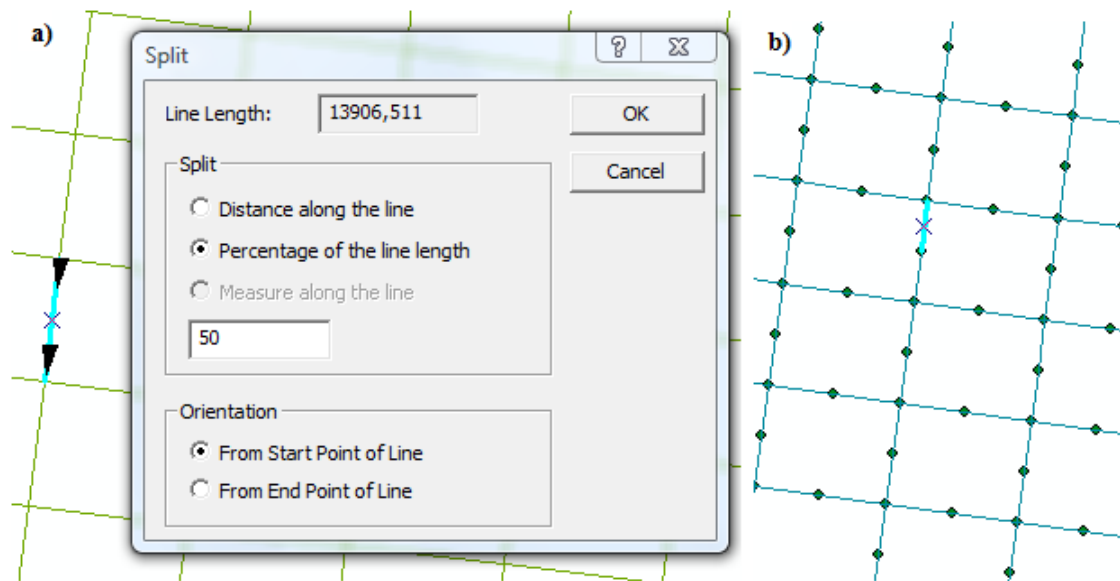 a)
Split
?
Line Length: 13906,511
OK
Cancel
Split
Distance along the line
Percentage of the line length
Measure along the line
50
Orientation
From Start Point of Line
From End Point of Line
b)